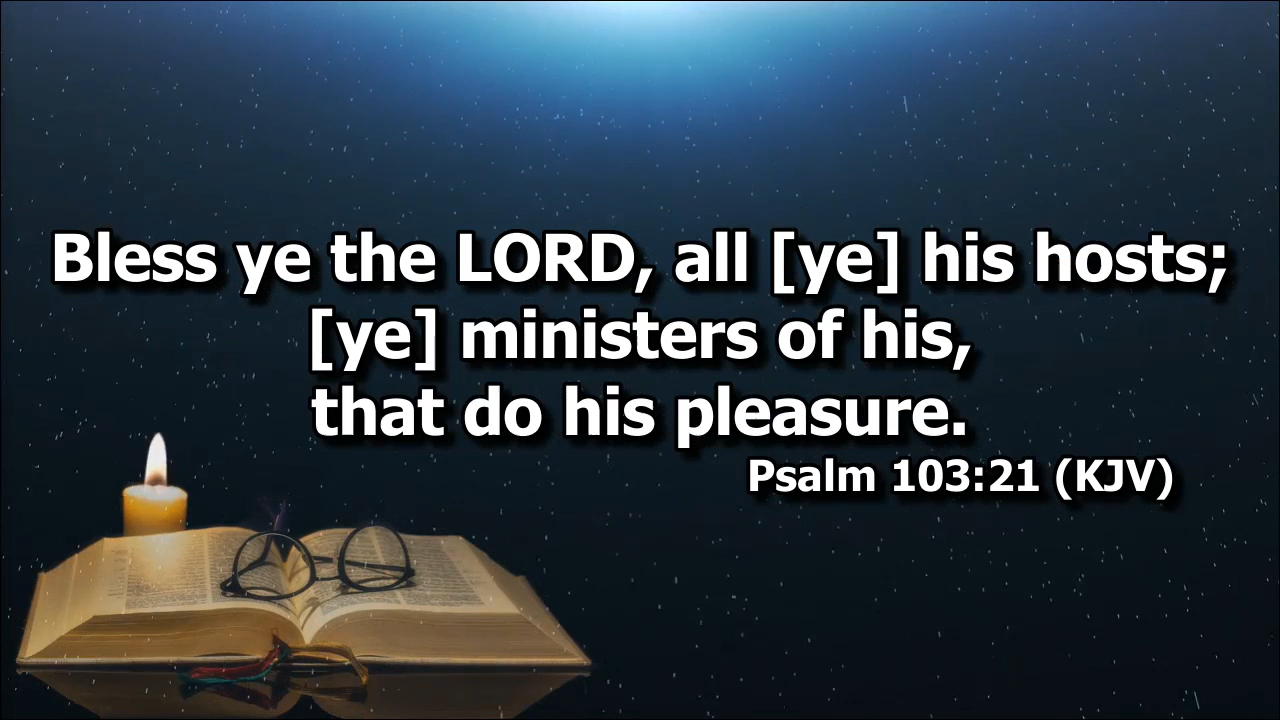 Bless ye the LORD, all [ye] his hosts;
[ye] ministers of his,
that do his pleasure.
Psalm 103:21 (KJV)